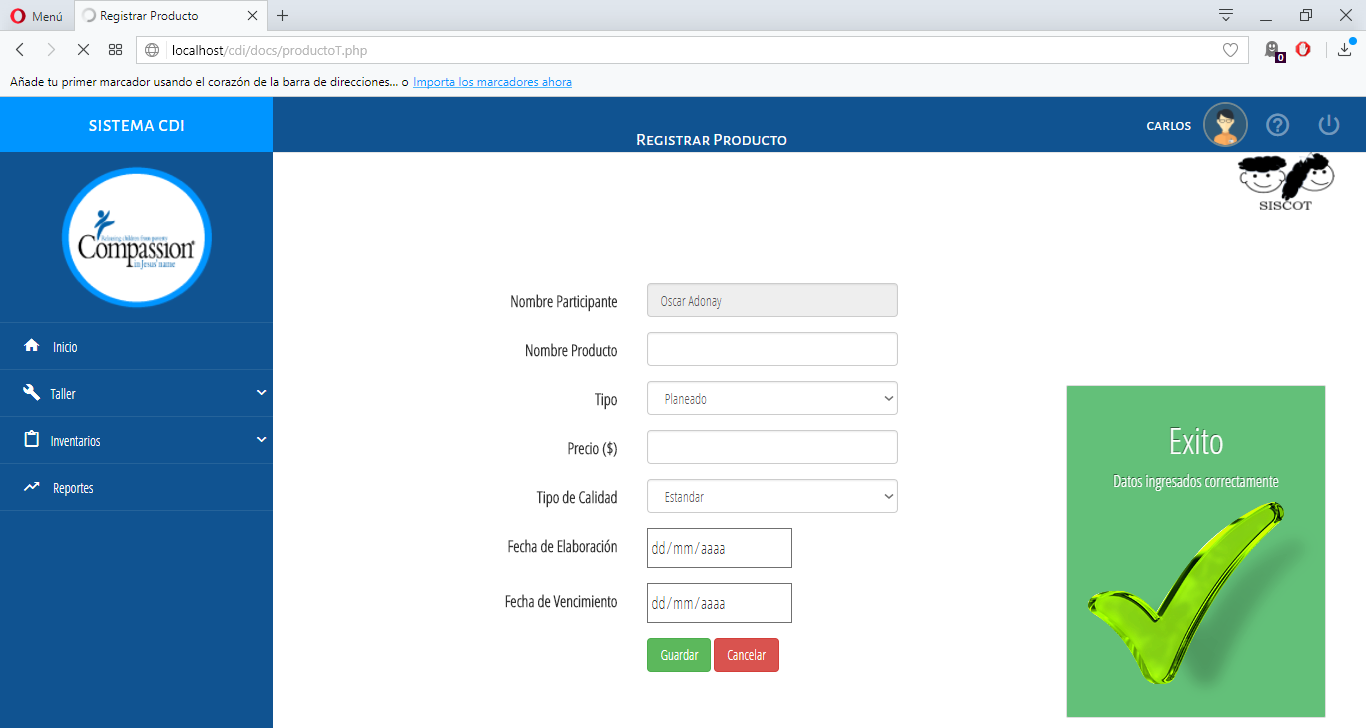 Menú
Registrar Producto
localhost/cdi/docs/productoT.php
0
Añade tu primer marcador usando el corazón de la barra de direcciones... o Importa los marcadores ahora
SISTEMA CDI
Registrar Producto
CARLOS
?
SISCOT
Releasing children from poverty
Compassion®
in Jesus' name
Inicio
Taller
Inventarios
Reportes
Nombre Participante
Oscar Adonay
Nombre Producto
Tipo
Planeado
Precio ($)
Tipo de Calidad
Estandar
Fecha de Elaboración
dd/mm/aaaa
Fecha de Vencimiento
dd/mm/aaaa
Guardar
Cancelar
Exito
Datos ingresados correctamente